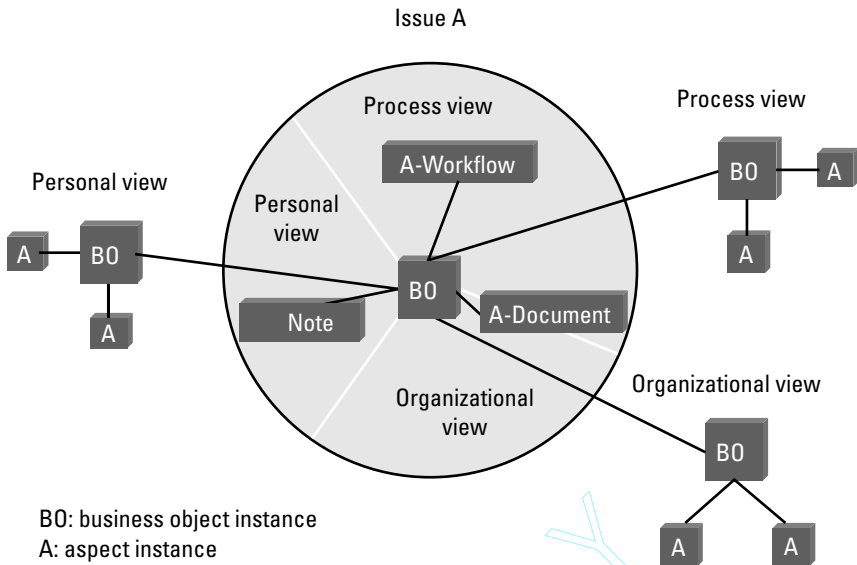 Issue A
Process view
Process view
A-Workflow
BO
A
Personal view
Personal
view
A
BO
A
BO
A
Note
A-Document
Organizational view
Organizational
view
BO
BO: business object instance
A: aspect instance
A
A